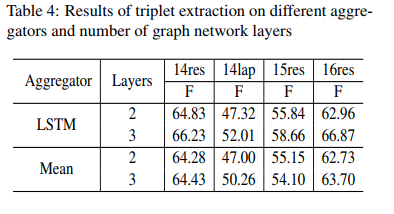 Table 4: Results of triplet extraction on different aggre-
gators and number of graph network layers
Aggregator Layers 14res 14lap 15res 16res
F F F F
LSTM 2 64.83 47.32 55.84 62.96
3 66.23 52.01 58.66 66.87
Mean 2 64.28 47.00 55.15 62.73
3 64.43 50.26 54.10 63.70